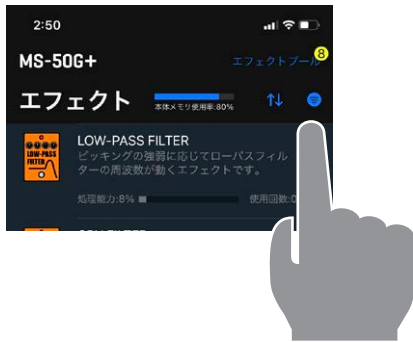 2:50
MS-50G+
エフェクトプール
8
エフェクト
本体メモリ使用率:80%
LOW-PASS
FILTER
LOW-PASS FILTER
ピッキングの強弱に応じてローパスフィル
ターの周波数が動くエフェクトです。
処理能力:8%
使用回数:0